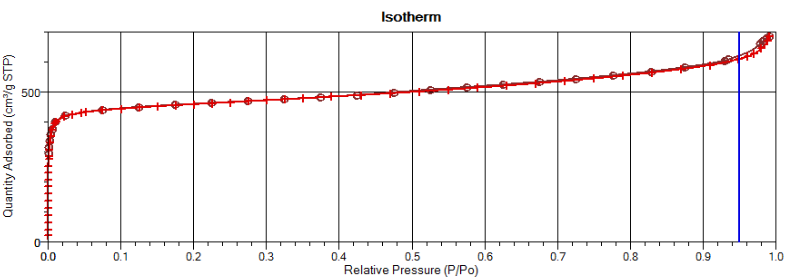 Isotherm
Quantity Adsorbed (cm³/g STP)
500
0
0.0 0.1 0.2 0.3 0.4 0.5 0.6 0.7 0.8 0.9 1.0
Relative Pressure (P/Po)